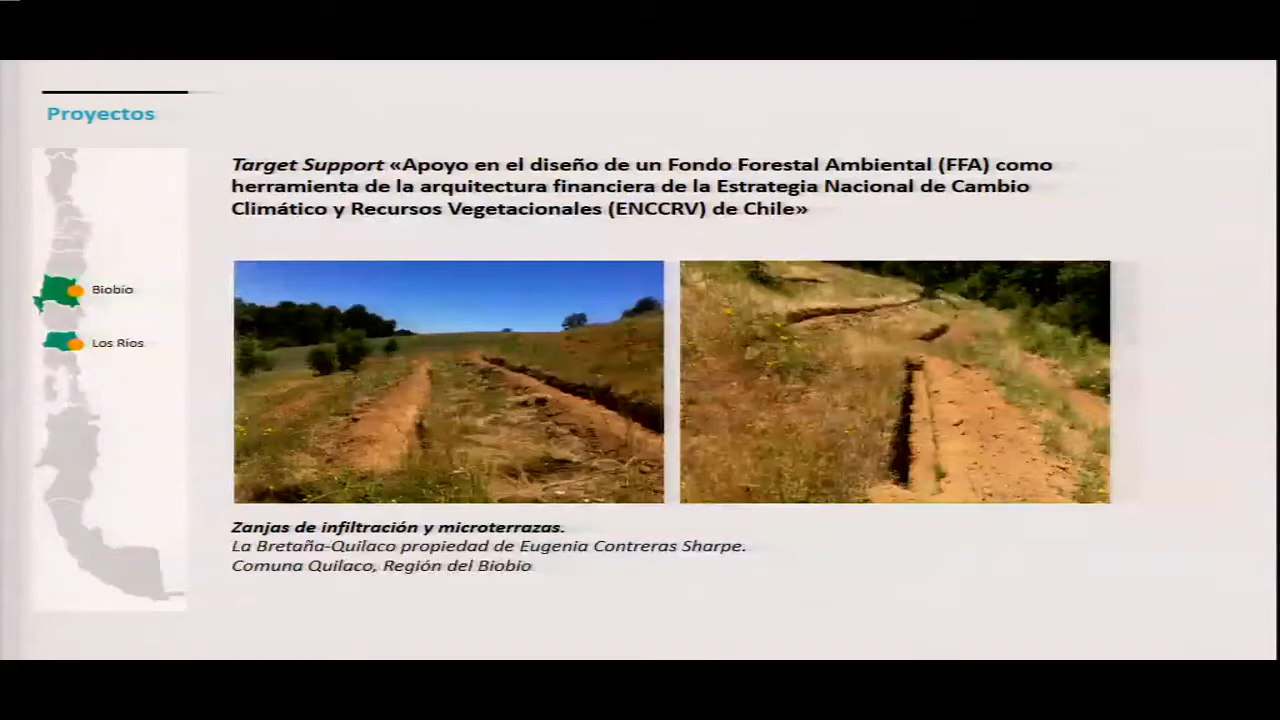 Proyectos
Target Support «Apoyo en el diseño de un Fondo Forestal Ambiental (FFA) como
herramienta de la arquitectura financiera de la Estrategia Nacional de Cambio
Climático y Recursos Vegetacionales (ENCCRV) de Chile»
Biobío
Los Ríos
Zanjas de infiltración y microterrazas.
La Bretaña-Quilaco propiedad de Eugenia Contreras Sharpe.
Comuna Quilaco, Región del Biobio